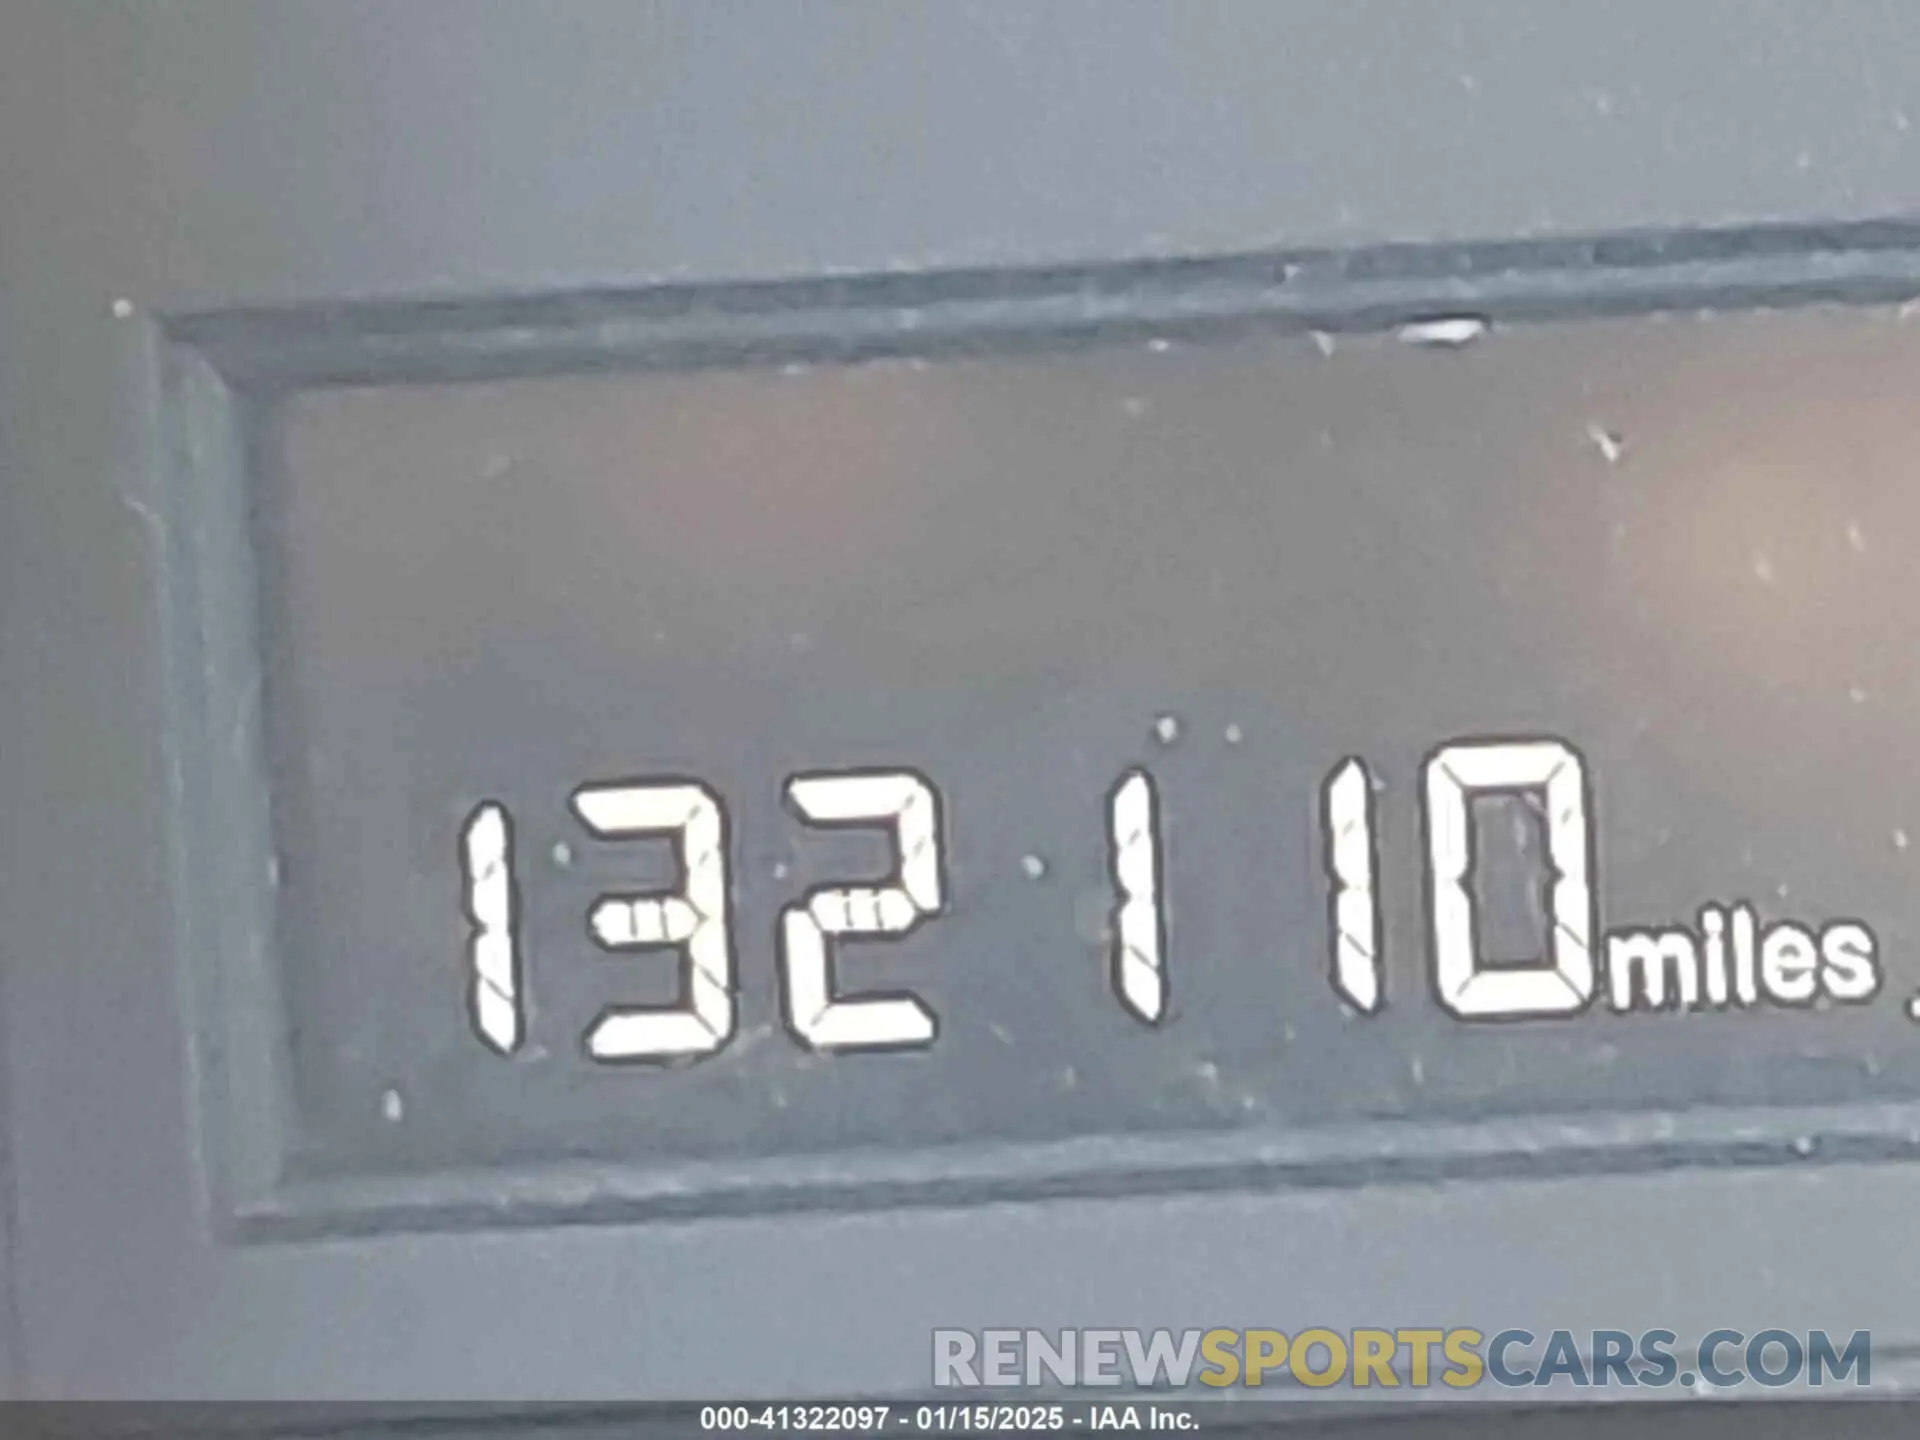 132110 miles
RENEWSPORTSCARS.COM
000-41322097 - 01/15/2025 - IAA Inc.